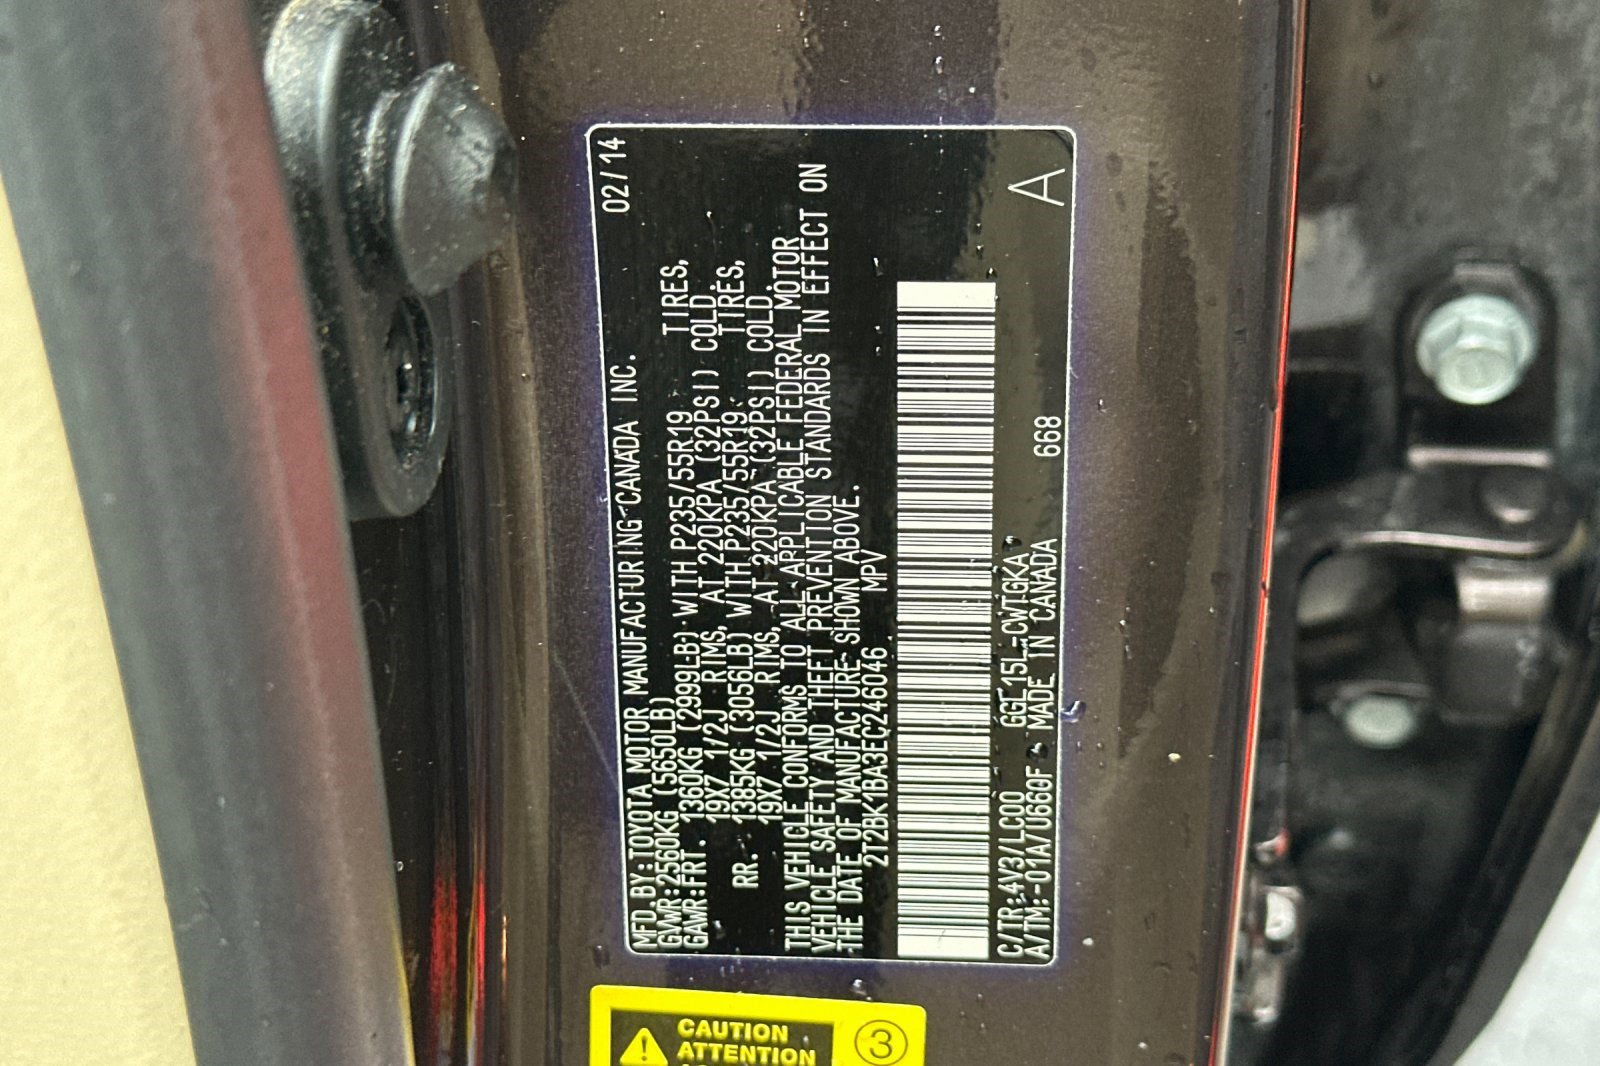 MFD.BY:TOYOTA MOTOR MANUFACTURING CANADA INC. 02/14
GVWR:2560KG (5650LB)
GAWR:FRT. 1360KG (2999LB) WITH P235/55R19 TIRES,
19X7 1/2J RIMS, AT 220KPA (32PSI) COLD.
RR. 1385KG (3056LB) WITH P235/55R19 TIRES,
19X7 1/2J RIMS, AT 220KPA (32PSI) COLD.
THIS VEHICLE CONFORMS TO ALL APPLICABLE FEDERAL MOTOR
VEHICLE SAFETY AND THEFT PREVENTION STANDARDS IN EFFECT ON
THE DATE OF MANUFACTURE SHOWN ABOVE.
2T2BK1BA3EC246046 MPV
C/TR:4V3/LC00 GGL15L-CWTGKA
A/TM:-01A/U660F MADE IN CANADA 668 A
CAUTION
ATTENTION
3